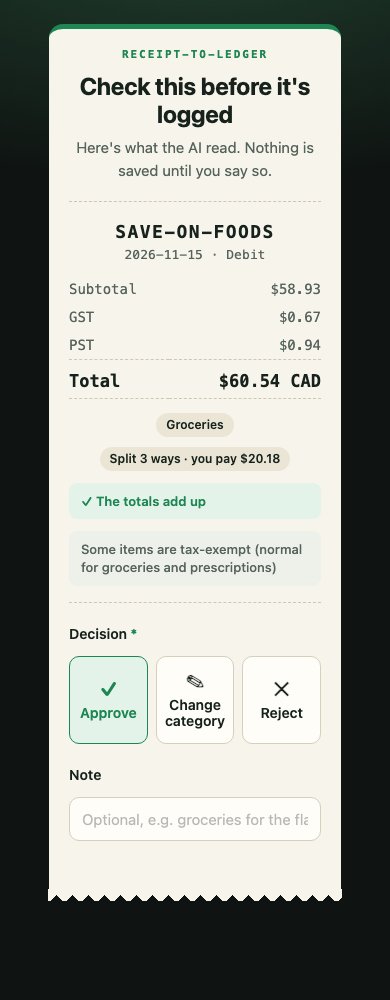 RECEIPT-TO-LEDGER
Check this before it's
logged
Here's what the AI read. Nothing is
saved until you say so.
SAVE-ON-FOODS
2026-11-15 · Debit
Subtotal $58.93
GST $0.67
PST $0.94
Total $60.54 CAD
Groceries
Split 3 ways · you pay $20.18
✓ The totals add up
Some items are tax-exempt (normal
for groceries and prescriptions)
Decision *
Approve
Change
category
Reject
Note
Optional, e.g. groceries for the fla